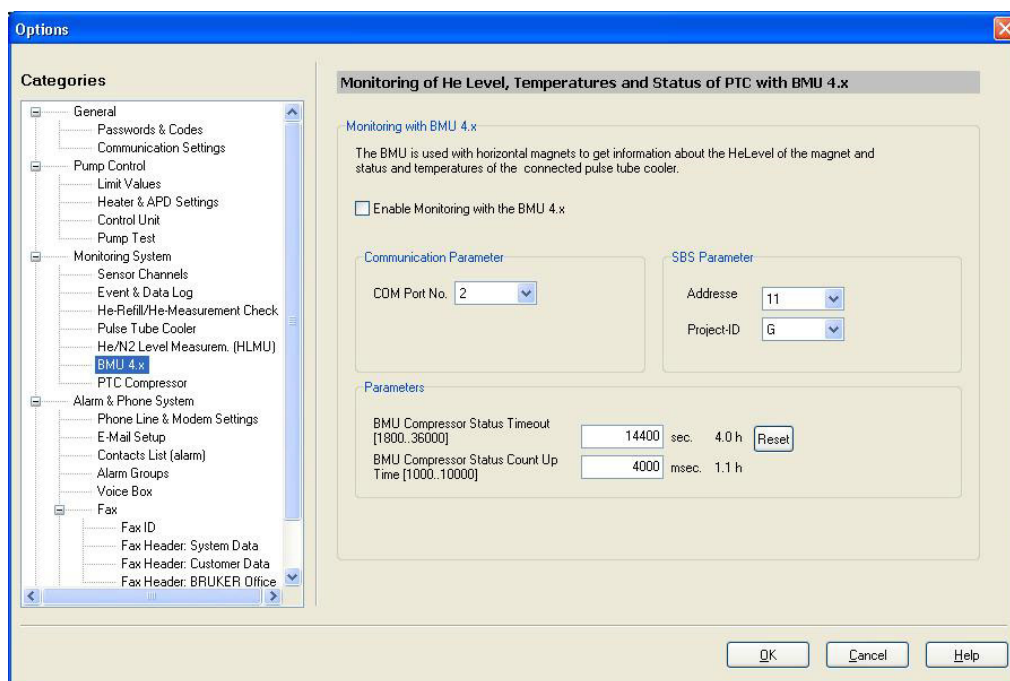 Options
Categories
General
Passwords & Codes
Communication Settings
Pump Control
Limit Values
Heater & APD Settings
Control Unit
Pump Test
Monitoring System
Sensor Channels
Event & Data Log
He-Refill/He-Measurement Check
Pulse Tube Cooler
He/N2 Level Measurem. (HLMU)
BMU 4.x
PTC Compressor
Alarm & Phone System
Phone Line & Modem Settings
E-Mail Setup
Contacts List (alarm)
Alarm Groups
Voice Box
Fax
Fax ID
Fax Header: System Data
Fax Header: Customer Data
Fax Header: BRUKER Office
Monitoring of He Level, Temperatures and Status of PTC with BMU 4.x
Monitoring with BMU 4.x
The BMU is used with horizontal magnets to get information about the HeLevel of the magnet and
status and temperatures of the connected pulse tube cooler.
Enable Monitoring with the BMU 4.x
Communication Parameter
COM Port No. 2
SBS Parameter
Addresse 11
Project-ID G
Parameters
BMU Compressor Status Timeout
[1800..36000] 14400 sec. 4.0 h Reset
BMU Compressor Status Count Up
Time [1000..10000] 4000 msec. 1.1 h
OK Cancel Help